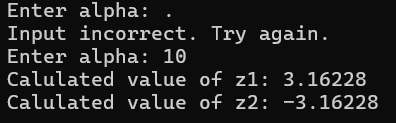 Enter alpha: .
Input incorrect. Try again.
Enter alpha: 10
Calulated value of z1: 3.16228
Calulated value of z2: -3.16228